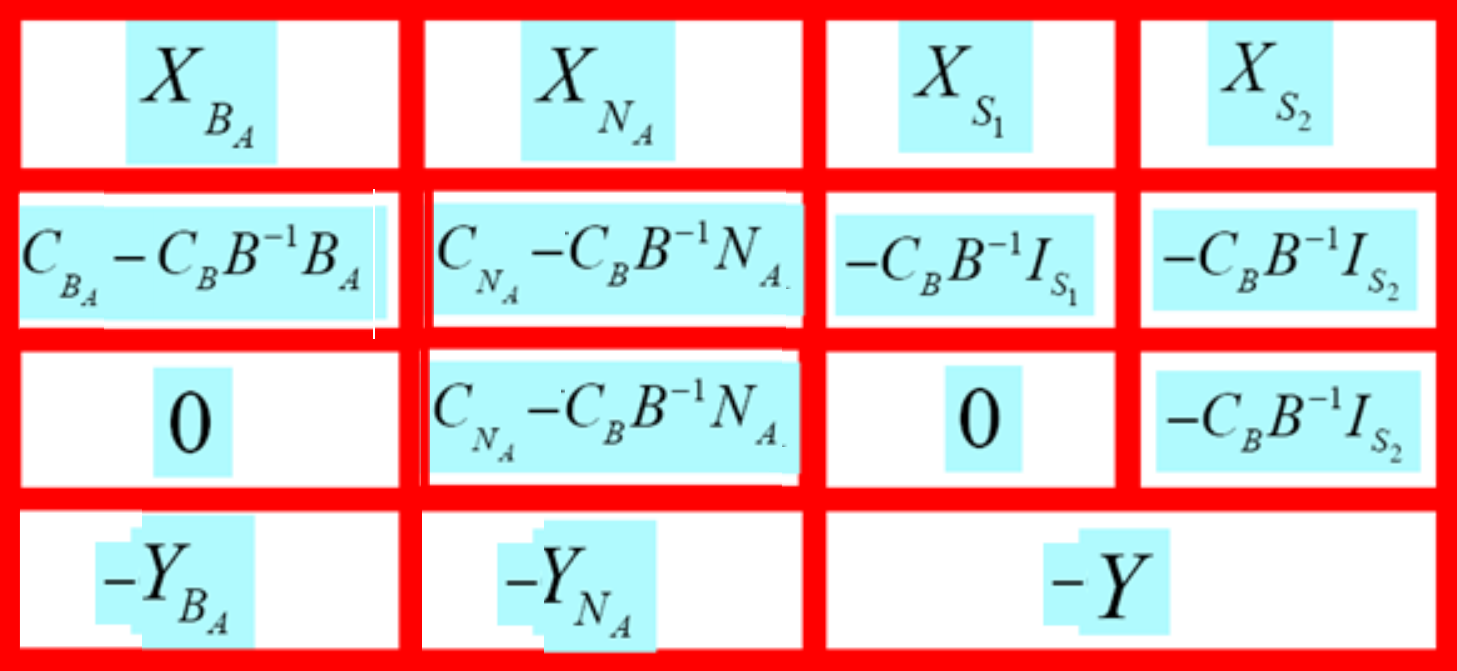 X_{B_A} X_{N_A} X_{S_1} X_{S_2}
C_{B_A} − C_B B^{−1} B_A C_{N_A} − C_B B^{−1} N_A. −C_B B^{−1} I_{S_1} −C_B B^{−1} I_{S_2}
0 C_{N_A} − C_B B^{−1} N_A. 0 −C_B B^{−1} I_{S_2}
−Y_{B_A} −Y_{N_A} −Y